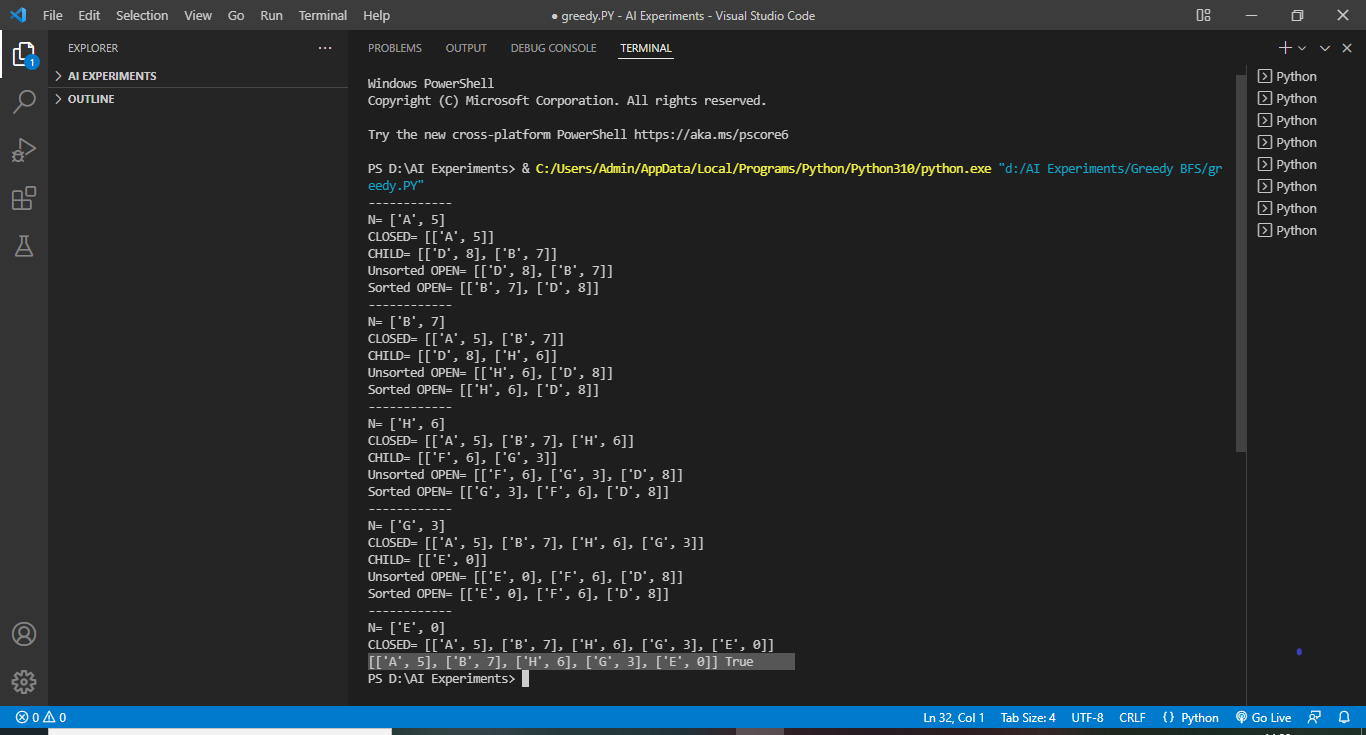 File Edit Selection View Go Run Terminal Help ● greedy.PY - AI Experiments - Visual Studio Code
EXPLORER ...
1
AI EXPERIMENTS
OUTLINE
PROBLEMS OUTPUT DEBUG CONSOLE TERMINAL
Windows PowerShell
Copyright (C) Microsoft Corporation. All rights reserved.
Try the new cross-platform PowerShell https://aka.ms/pscore6
PS D:\AI Experiments> & C:/Users/Admin/AppData/Local/Programs/Python/Python310/python.exe "d:/AI Experiments/Greedy BFS/gr
eedy.PY"
------------
N= ['A', 5]
CLOSED= [['A', 5]]
CHILD= [['D', 8], ['B', 7]]
Unsorted OPEN= [['D', 8], ['B', 7]]
Sorted OPEN= [['B', 7], ['D', 8]]
------------
N= ['B', 7]
CLOSED= [['A', 5], ['B', 7]]
CHILD= [['D', 8], ['H', 6]]
Unsorted OPEN= [['H', 6], ['D', 8]]
Sorted OPEN= [['H', 6], ['D', 8]]
------------
N= ['H', 6]
CLOSED= [['A', 5], ['B', 7], ['H', 6]]
CHILD= [['F', 6], ['G', 3]]
Unsorted OPEN= [['F', 6], ['G', 3], ['D', 8]]
Sorted OPEN= [['G', 3], ['F', 6], ['D', 8]]
------------
N= ['G', 3]
CLOSED= [['A', 5], ['B', 7], ['H', 6], ['G', 3]]
CHILD= [['E', 0]]
Unsorted OPEN= [['E', 0], ['F', 6], ['D', 8]]
Sorted OPEN= [['E', 0], ['F', 6], ['D', 8]]
------------
N= ['E', 0]
CLOSED= [['A', 5], ['B', 7], ['H', 6], ['G', 3], ['E', 0]]
[['A', 5], ['B', 7], ['H', 6], ['G', 3], ['E', 0]] True
PS D:\AI Experiments>
Python
Python
Python
Python
Python
Python
Python
Python
0 0 Ln 32, Col 1 Tab Size: 4 UTF-8 CRLF {} Python Go Live